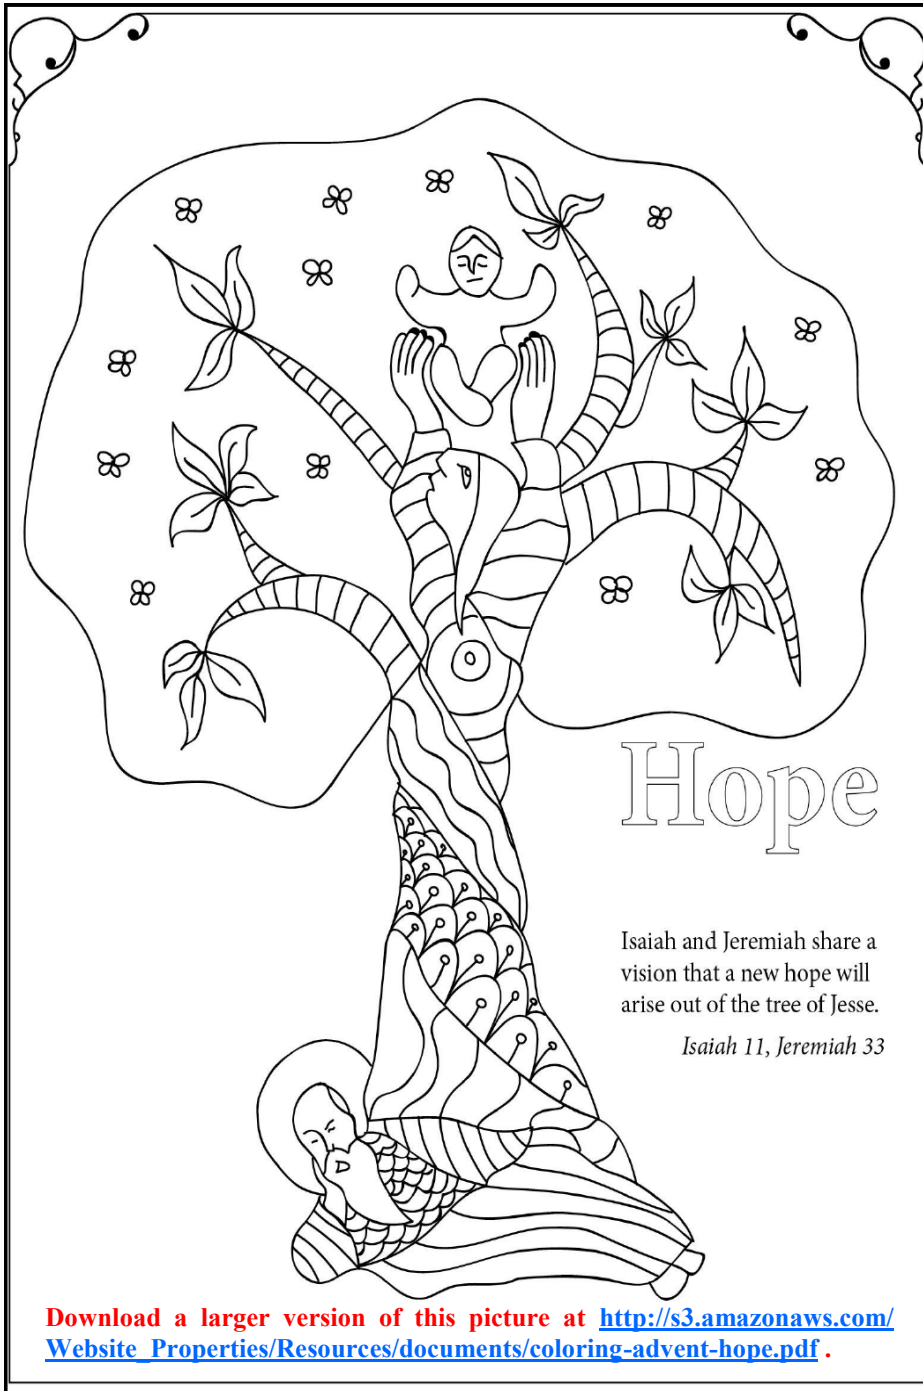 Hope
Isaiah and Jeremiah share a
vision that a new hope will
arise out of the tree of Jesse.
Isaiah 11, Jeremiah 33
Download a larger version of this picture at http://s3.amazonaws.com/
Website_Properties/Resources/documents/coloring-advent-hope.pdf .